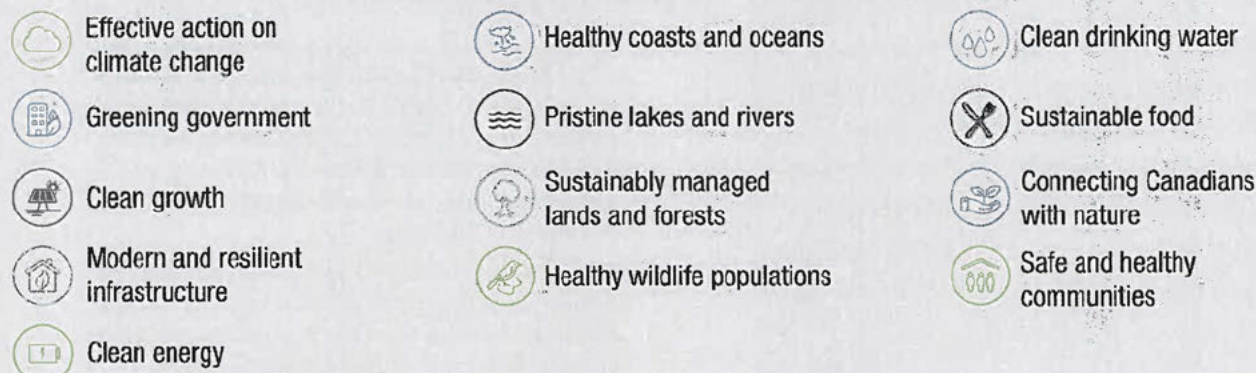 Effective action on
climate change
Greening government
Clean growth
Modern and resilient
infrastructure
Clean energy
Healthy coasts and oceans
Pristine lakes and rivers
Sustainably managed
lands and forests
Healthy wildlife populations
Clean drinking water
Sustainable food
Connecting Canadians
with nature
Safe and healthy
communities